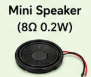 Mini Speaker
(8Ω 0.2W)